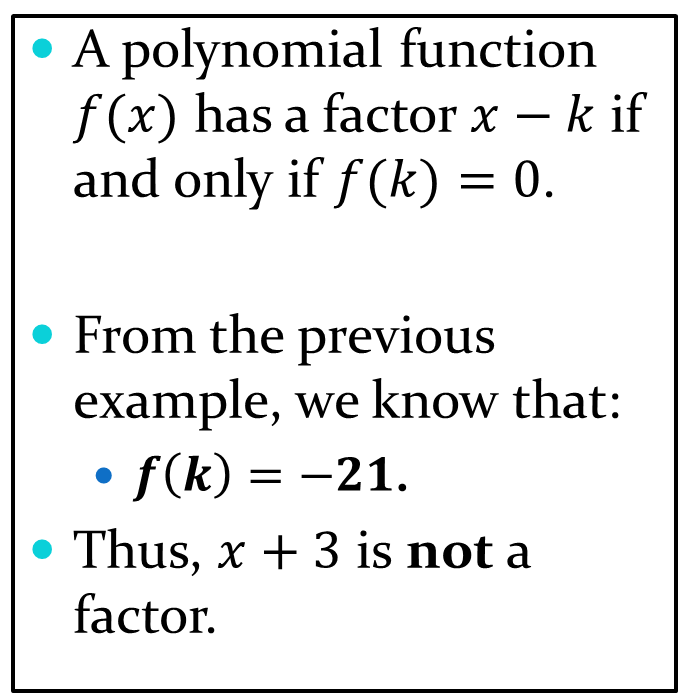 • A polynomial function
f(x) has a factor x − k if
and only if f(k) = 0.
• From the previous
example, we know that:
• f(k) = −21.
• Thus, x + 3 is not a
factor.